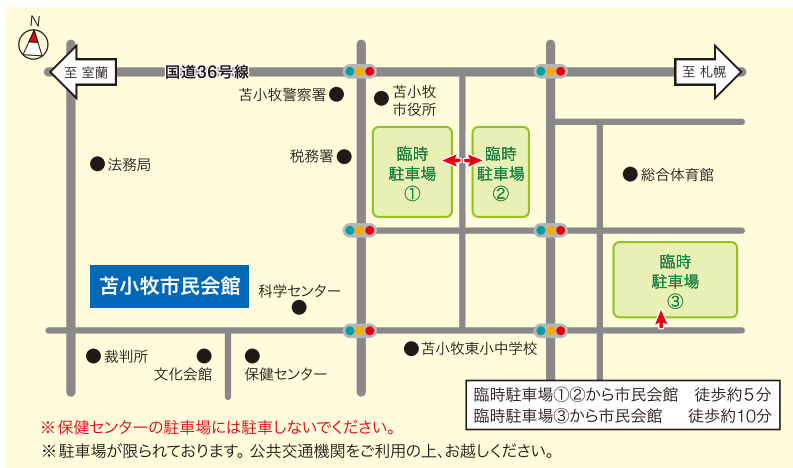 N
至 室蘭
国道36号線
至 札幌
苫小牧警察署
苫小牧
市役所
法務局
税務署
臨時
駐車場
①
臨時
駐車場
②
総合体育館
苫小牧市民会館
科学センター
臨時
駐車場
③
裁判所
文化会館
保健センター
苫小牧東小中学校
臨時駐車場①②から市民会館 徒歩約5分
臨時駐車場③から市民会館 徒歩約10分
※保健センターの駐車場には駐車しないでください。
※駐車場が限られております。公共交通機関をご利用の上、お越しください。